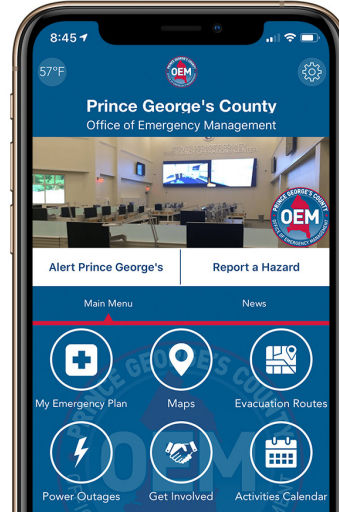 8:45
57°F
OEM
Prince George's County
Office of Emergency Management
PRINCE GEORGE'S COUNTY
OEM
OFFICE OF EMERGENCY MANAGEMENT
Alert Prince George's
Report a Hazard
Main Menu
News
My Emergency Plan
Maps
Evacuation Routes
Power Outages
Get Involved
Activities Calendar